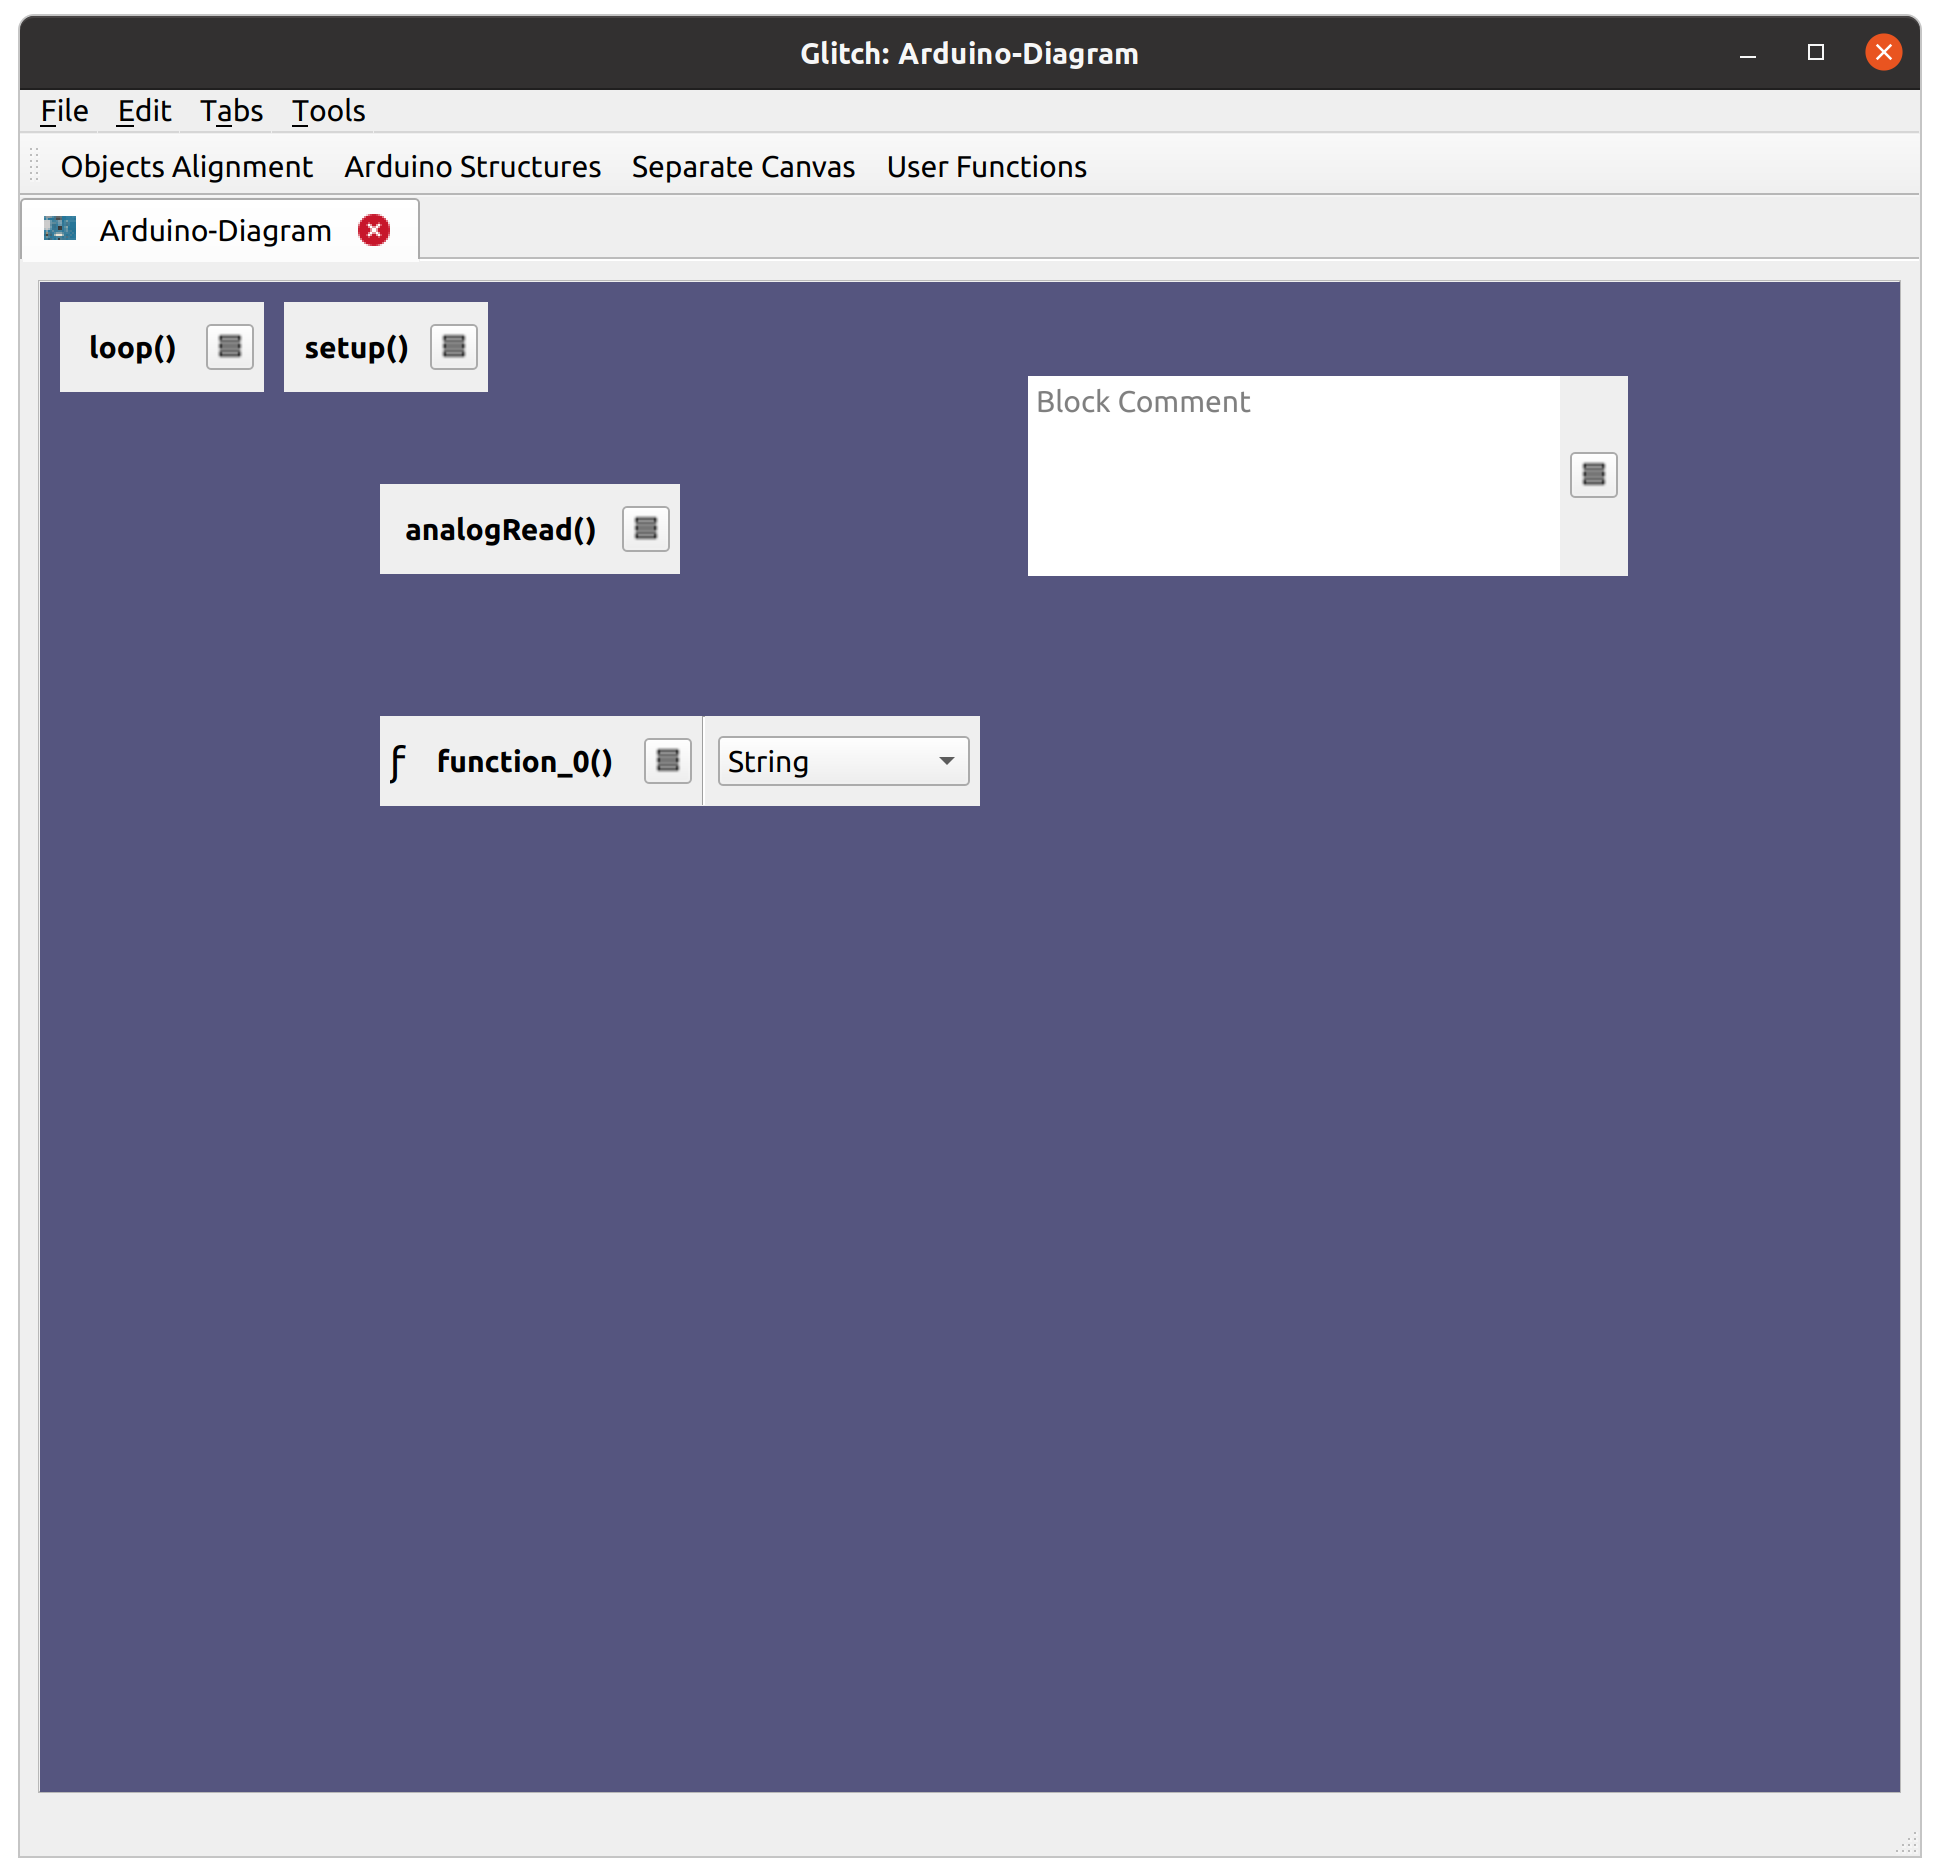 Glitch: Arduino-Diagram
File Edit Tabs Tools
Objects Alignment Arduino Structures Separate Canvas User Functions
Arduino-Diagram
loop() setup()
Block Comment
analogRead()
ƒ function_0() String